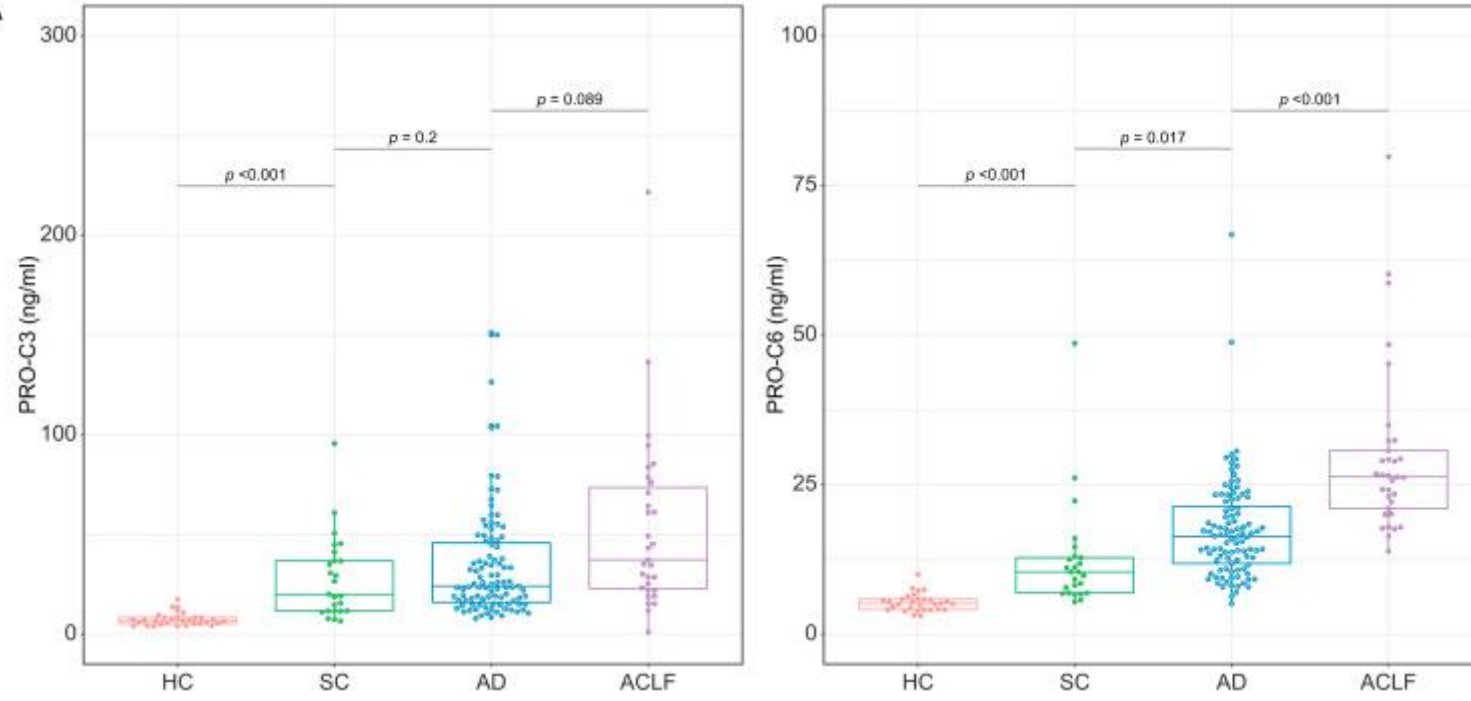 300
200
100
0
PRO-C3 (ng/ml)
p <0.001
p = 0.2
p = 0.089
HC SC AD ACLF
100
75
50
25
0
PRO-C6 (ng/ml)
p <0.001
p = 0.017
p <0.001
HC SC AD ACLF